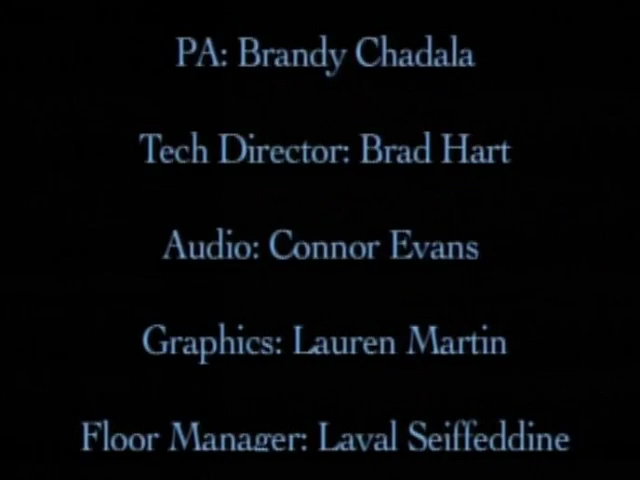 PA: Brandy Chadala
Tech Director: Brad Hart
Audio: Connor Evans
Graphics: Lauren Martin
Floor Manager: Laval Seiffeddine